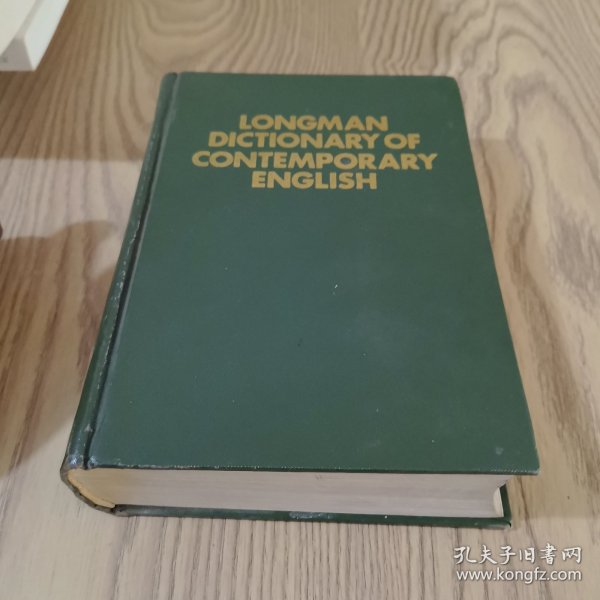 LONGMAN
DICTIONARY OF
CONTEMPORARY
ENGLISH
孔夫子旧书网
www.kongfz.com